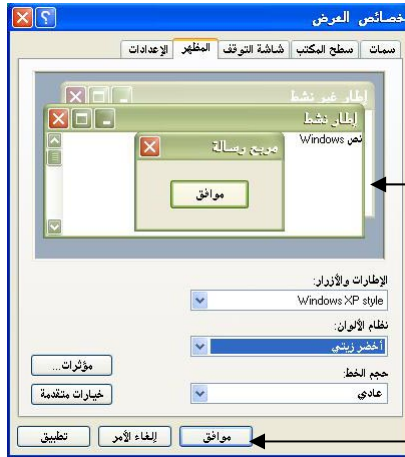 خصائص العرض
سمات سطح المكتب شاشة التوقف المظهر الإعدادات
إطار غير نشط
إطار نشط
نص Windows
مربع رسالة
موافق
الإطارات والأزرار:
Windows XP style
نظام الألوان:
أخضر زيتي
حجم الخط:
عادي
مؤثرات...
خيارات متقدمة
موافق إلغاء الأمر تطبيق